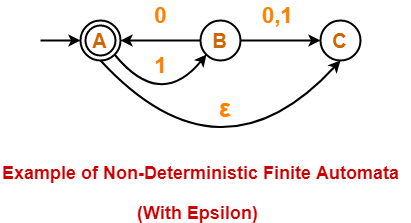 0 0,1
A B C
1
ε
Example of Non-Deterministic Finite Automata
(With Epsilon)